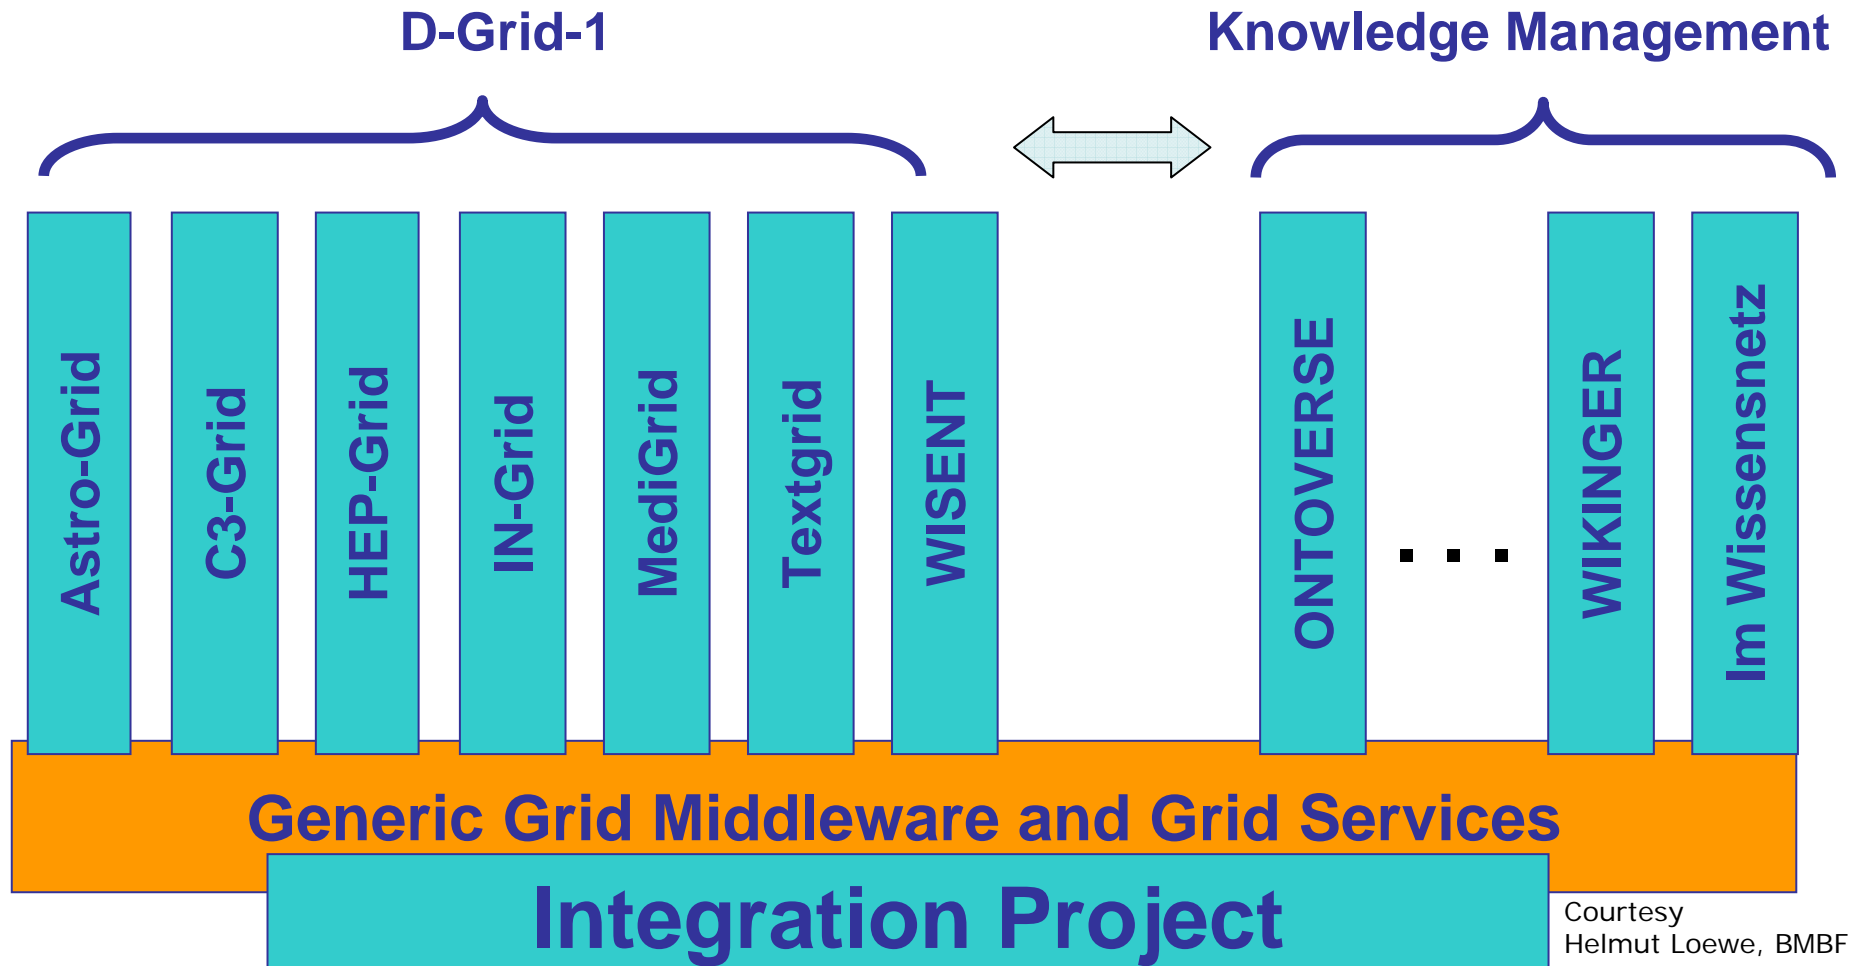 D-Grid-1
Knowledge Management
Astro-Grid
C3-Grid
HEP-Grid
IN-Grid
MediGrid
Textgrid
WISENT
ONTOVERSE
. . .
WIKINGER
Im Wissensnetz
Generic Grid Middleware and Grid Services
Integration Project
Courtesy
Helmut Loewe, BMBF